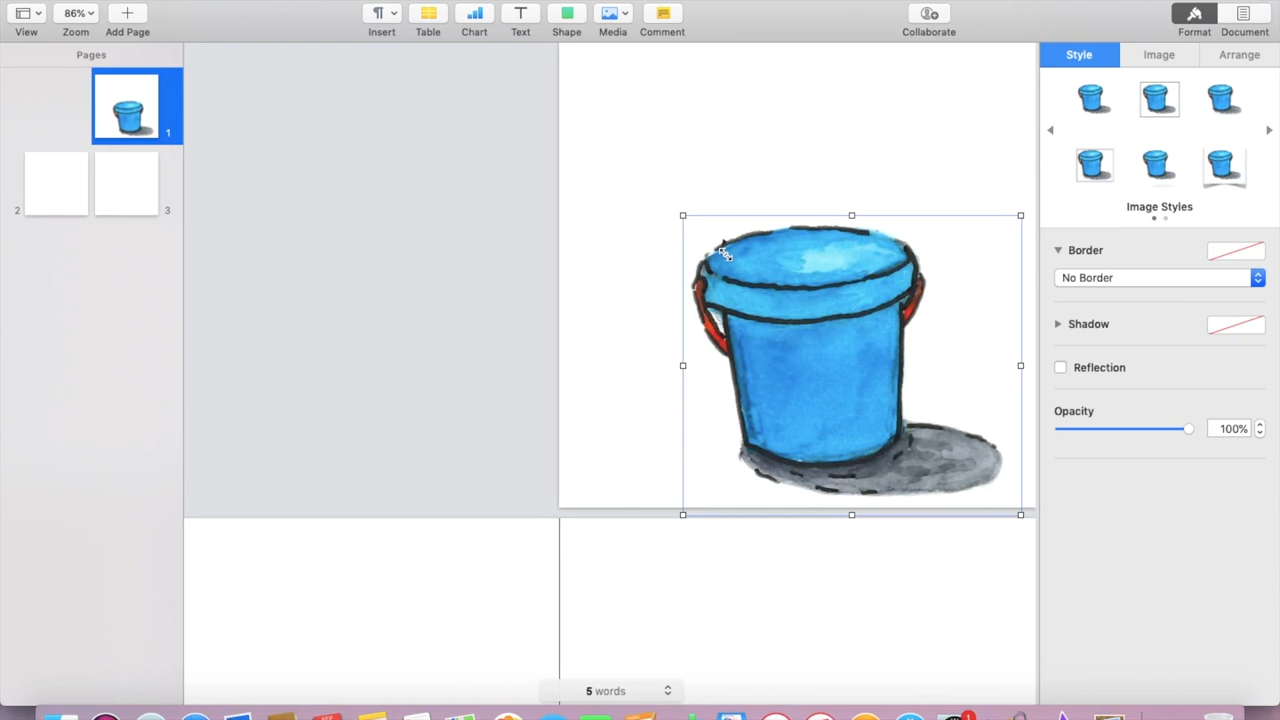 86%
View
Zoom
Add Page
Insert
Table
Chart
Text
Shape
Media
Comment
Collaborate
Format
Document
Pages
1
2
3
Style
Image
Arrange
Image Styles
Border
No Border
Shadow
Reflection
Opacity
100%
5 words
1